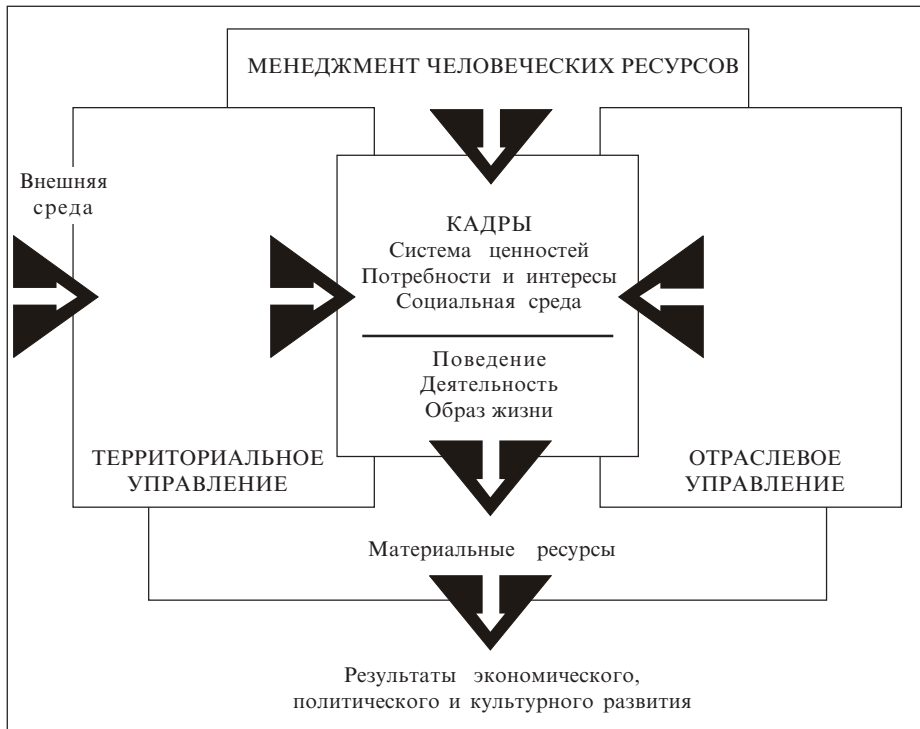 МЕНЕДЖМЕНТ ЧЕЛОВЕЧЕСКИХ РЕСУРСОВ
Внешняя
среда
КАДРЫ
Система ценностей
Потребности и интересы
Социальная среда
Поведение
Деятельность
Образ жизни
ТЕРРИТОРИАЛЬНОЕ
УПРАВЛЕНИЕ
ОТРАСЛЕВОЕ
УПРАВЛЕНИЕ
Материальные ресурсы
Результаты экономического,
политического и культурного развития